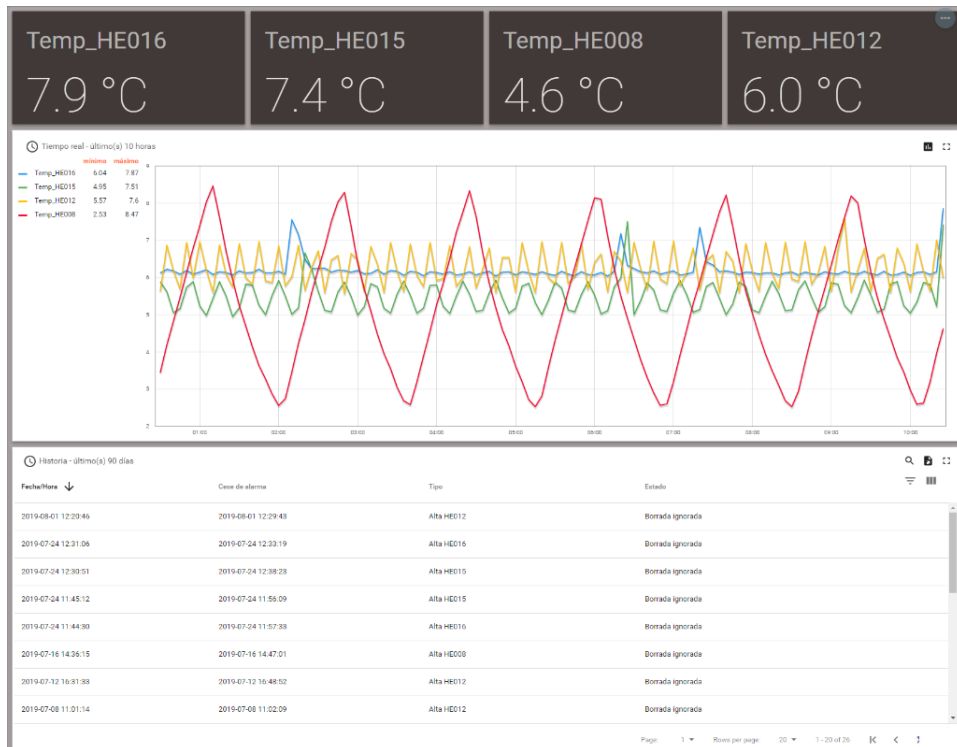 Temp_HE016 Temp_HE015 Temp_HE008 Temp_HE012
7.9 °C 7.4 °C 4.6 °C 6.0 °C
Tiempo real - último(s) 10 horas
mínimo máximo
Temp_HE016 6.04 7.87
Temp_HE015 4.95 7.51
Temp_HE012 5.57 7.6
Temp_HE008 2.53 8.47
9
8
7
6
5
4
3
2
01:00 02:00 03:00 04:00 05:00 06:00 07:00 08:00 09:00 10:00
Historia - último(s) 90 días
Fecha/Hora Cese de alarma Tipo Estado
2019-08-01 12:20:46 2019-08-01 12:29:43 Alta HE012 Borrada ignorada
2019-07-24 12:31:06 2019-07-24 12:33:19 Alta HE016 Borrada ignorada
2019-07-24 12:30:51 2019-07-24 12:38:23 Alta HE015 Borrada ignorada
2019-07-24 11:45:12 2019-07-24 11:56:09 Alta HE015 Borrada ignorada
2019-07-24 11:44:30 2019-07-24 11:57:33 Alta HE016 Borrada ignorada
2019-07-16 14:36:15 2019-07-16 14:47:01 Alta HE008 Borrada ignorada
2019-07-12 16:31:33 2019-07-12 16:48:52 Alta HE012 Borrada ignorada
2019-07-08 11:01:14 2019-07-08 11:02:09 Alta HE012 Borrada ignorada
Page: 1 Rows per page: 20 1 - 20 of 26